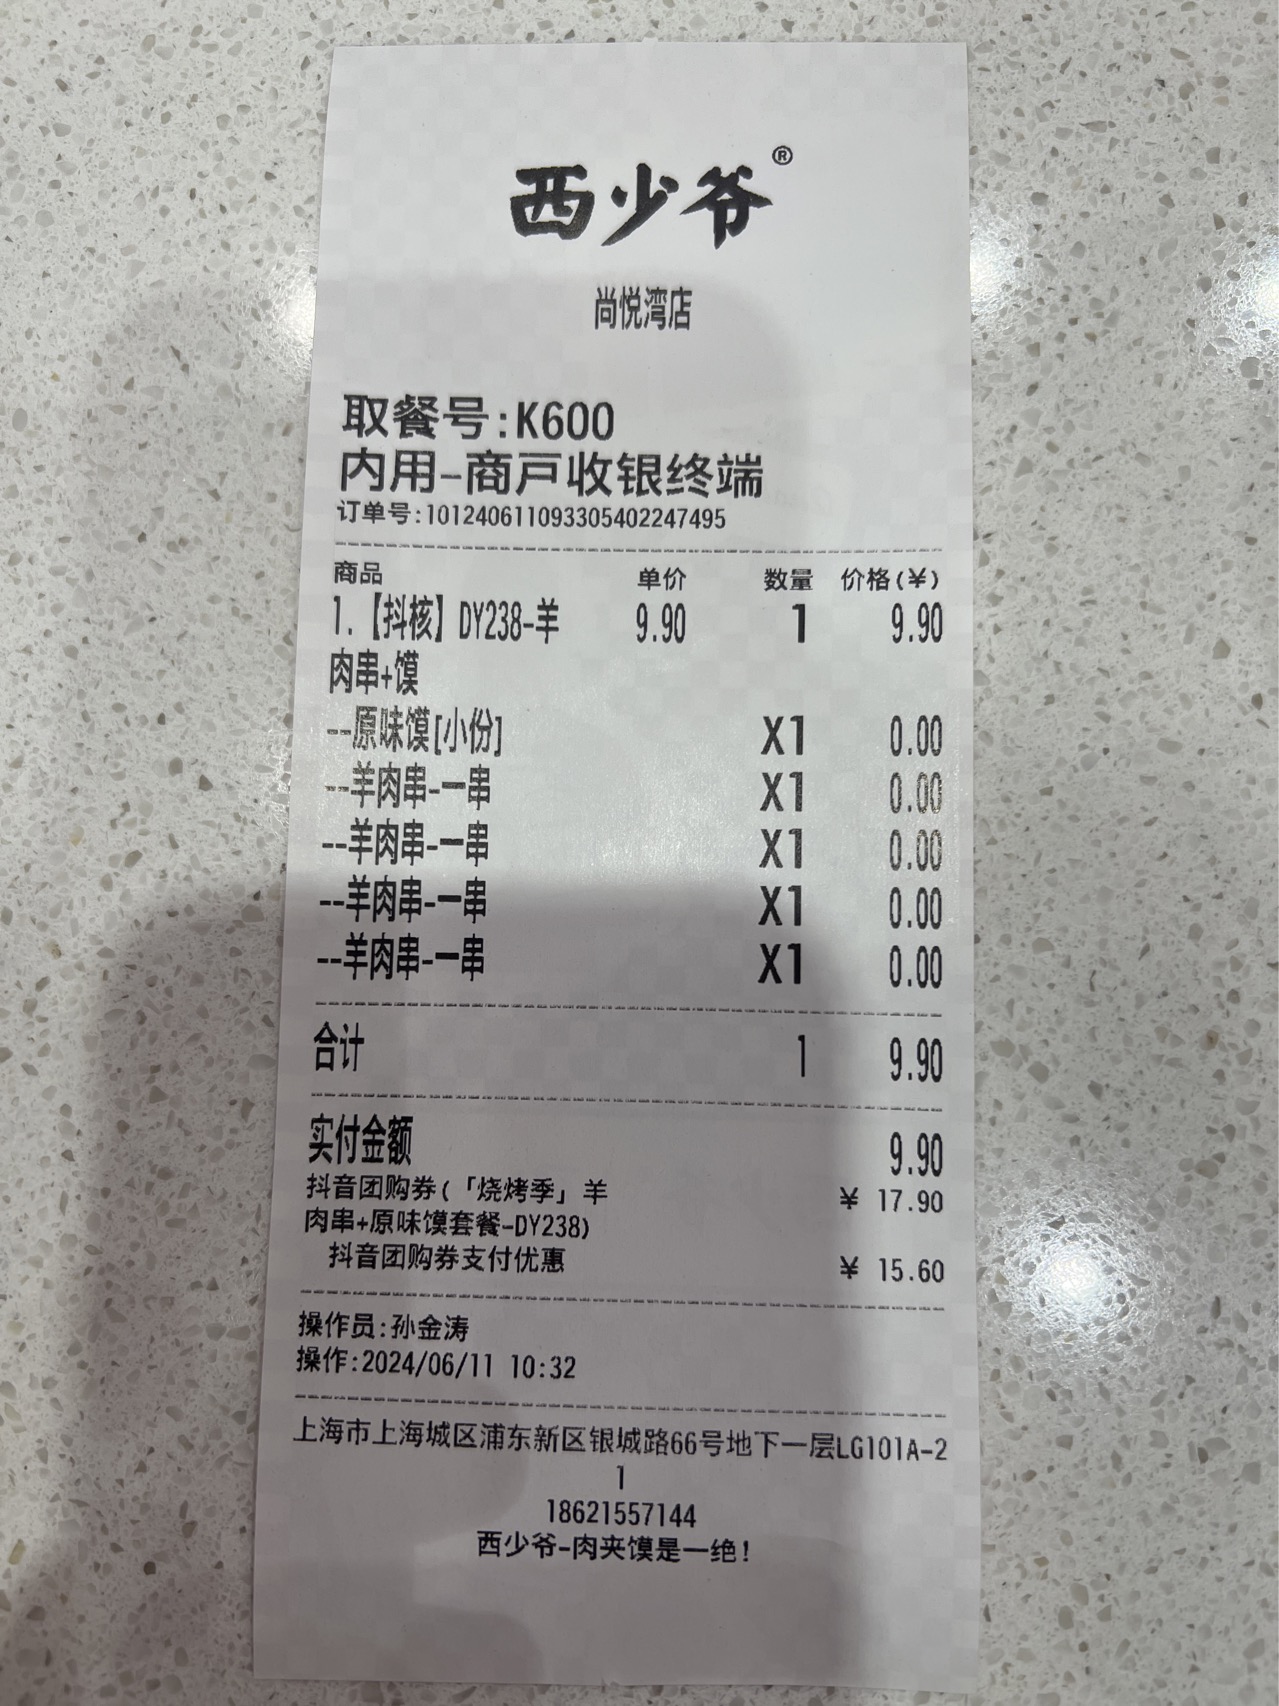 西少爷®
尚悦湾店
取餐号:K600
内用-商戸收银终端
订单号:101240611093305402247495
商品 单价 数量 价格(¥)
1.【抖核】DY238-羊 9.90 1 9.90
肉串+馍
--原味馍[小份] X1 0.00
--羊肉串-一串 X1 0.00
--羊肉串-一串 X1 0.00
--羊肉串-一串 X1 0.00
--羊肉串-一串 X1 0.00
合计 1 9.90
实付金额 9.90
抖音团购券(「烧烤季」羊 ¥ 17.90
肉串+原味馍套餐-DY238)
抖音团购券支付优惠 ¥ 15.60
操作员:孙金涛
操作:2024/06/11 10:32
上海市上海城区浦东新区银城路66号地下一层LG101A-2
1
18621557144
西少爷-肉夹馍是一绝!